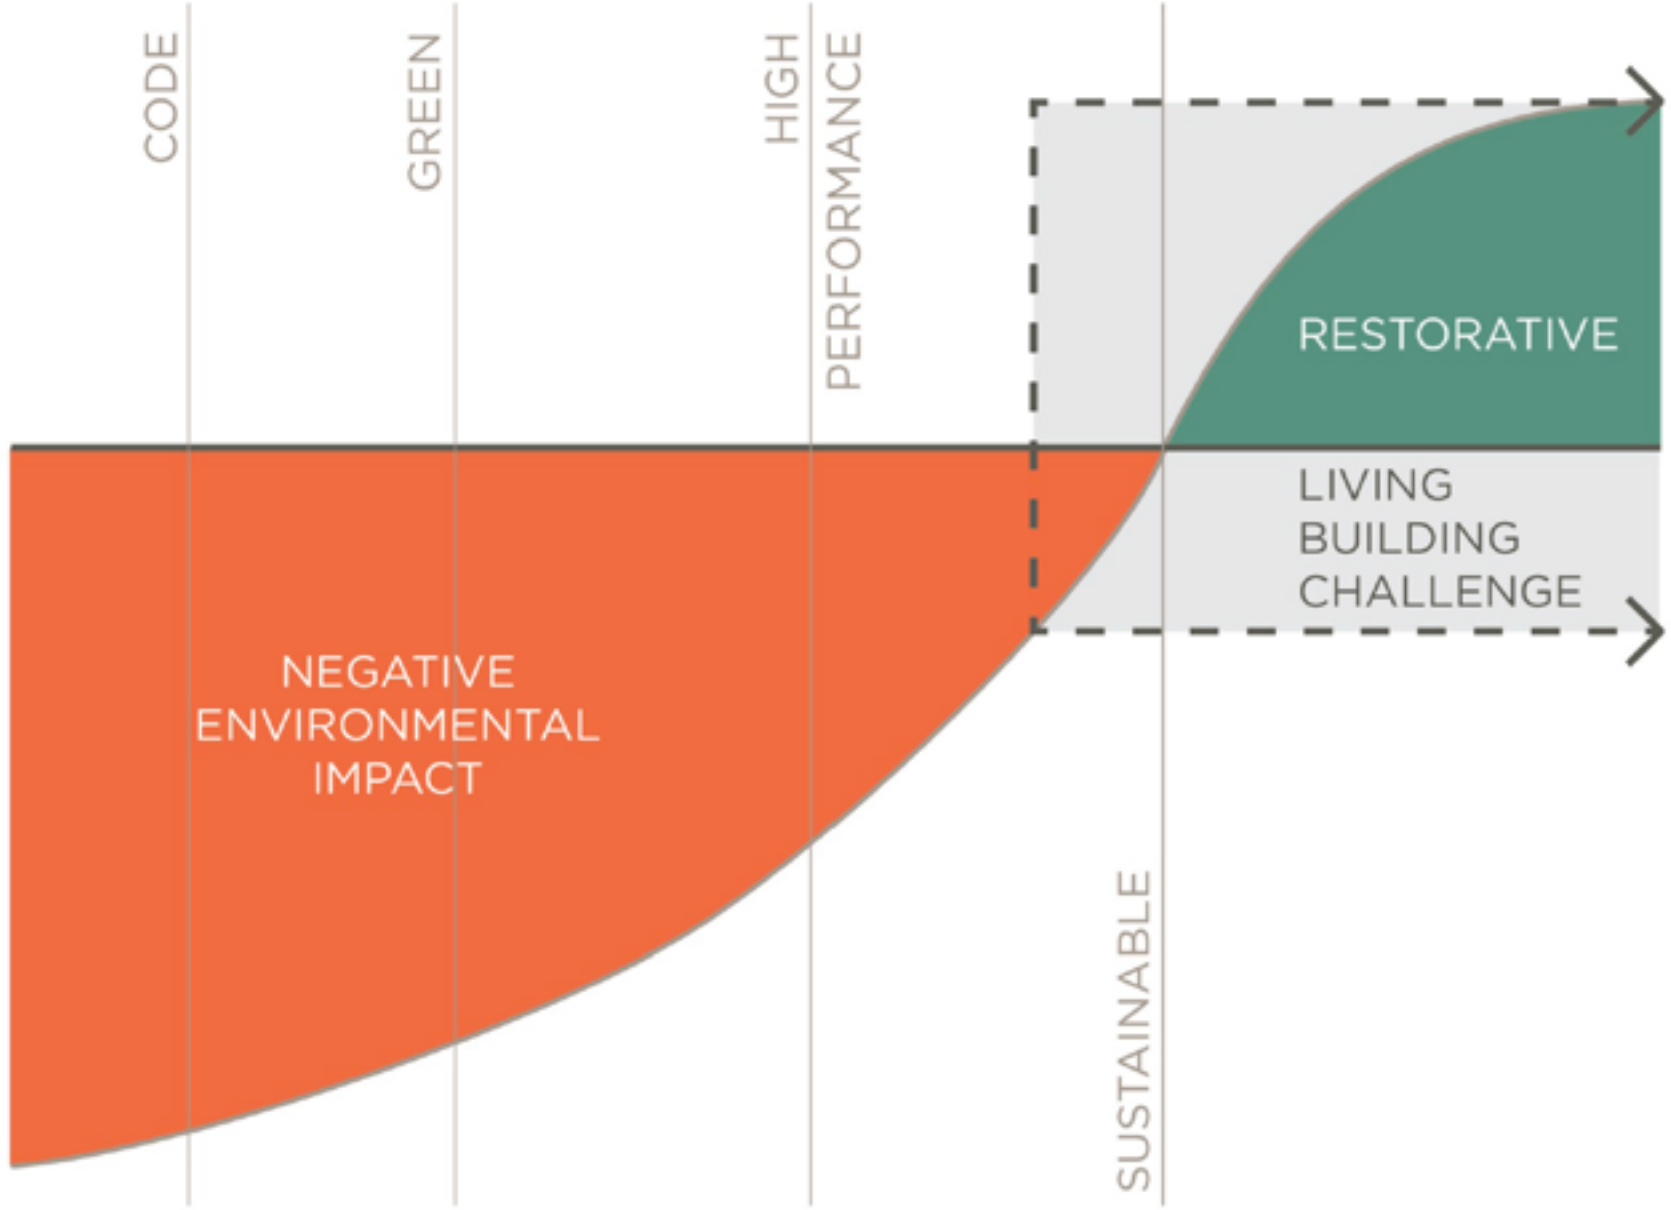 CODE
GREEN
HIGH
PERFORMANCE
RESTORATIVE
LIVING
BUILDING
CHALLENGE
NEGATIVE
ENVIRONMENTAL
IMPACT
SUSTAINABLE